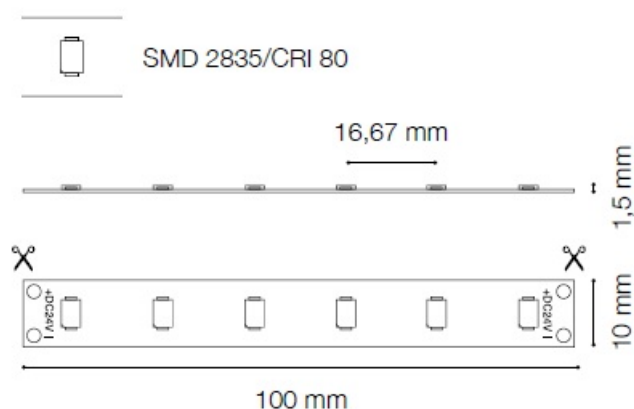 SMD 2835/CRI 80
16,67 mm
1,5 mm
+DC24V −
+DC24V −
10 mm
100 mm